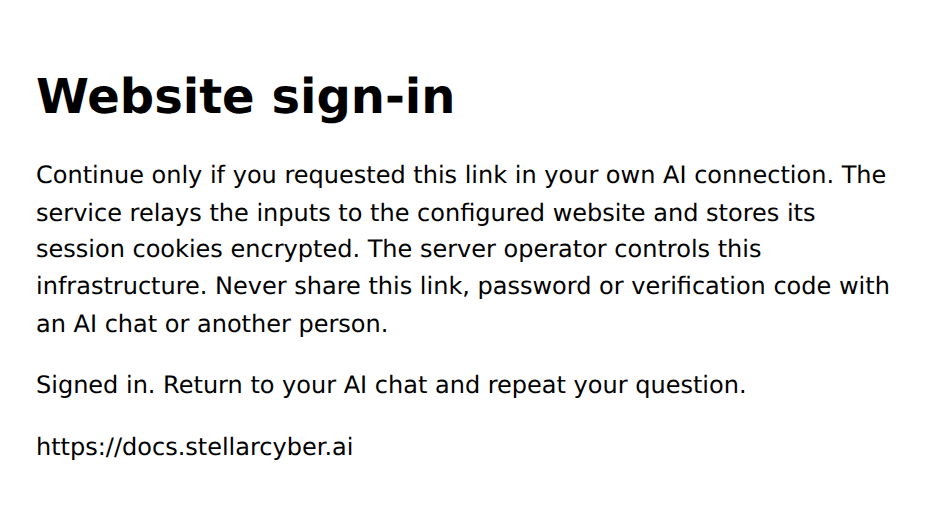 Website sign-in
Continue only if you requested this link in your own AI connection. The
service relays the inputs to the configured website and stores its
session cookies encrypted. The server operator controls this
infrastructure. Never share this link, password or verification code with
an AI chat or another person.
Signed in. Return to your AI chat and repeat your question.
https://docs.stellarcyber.ai